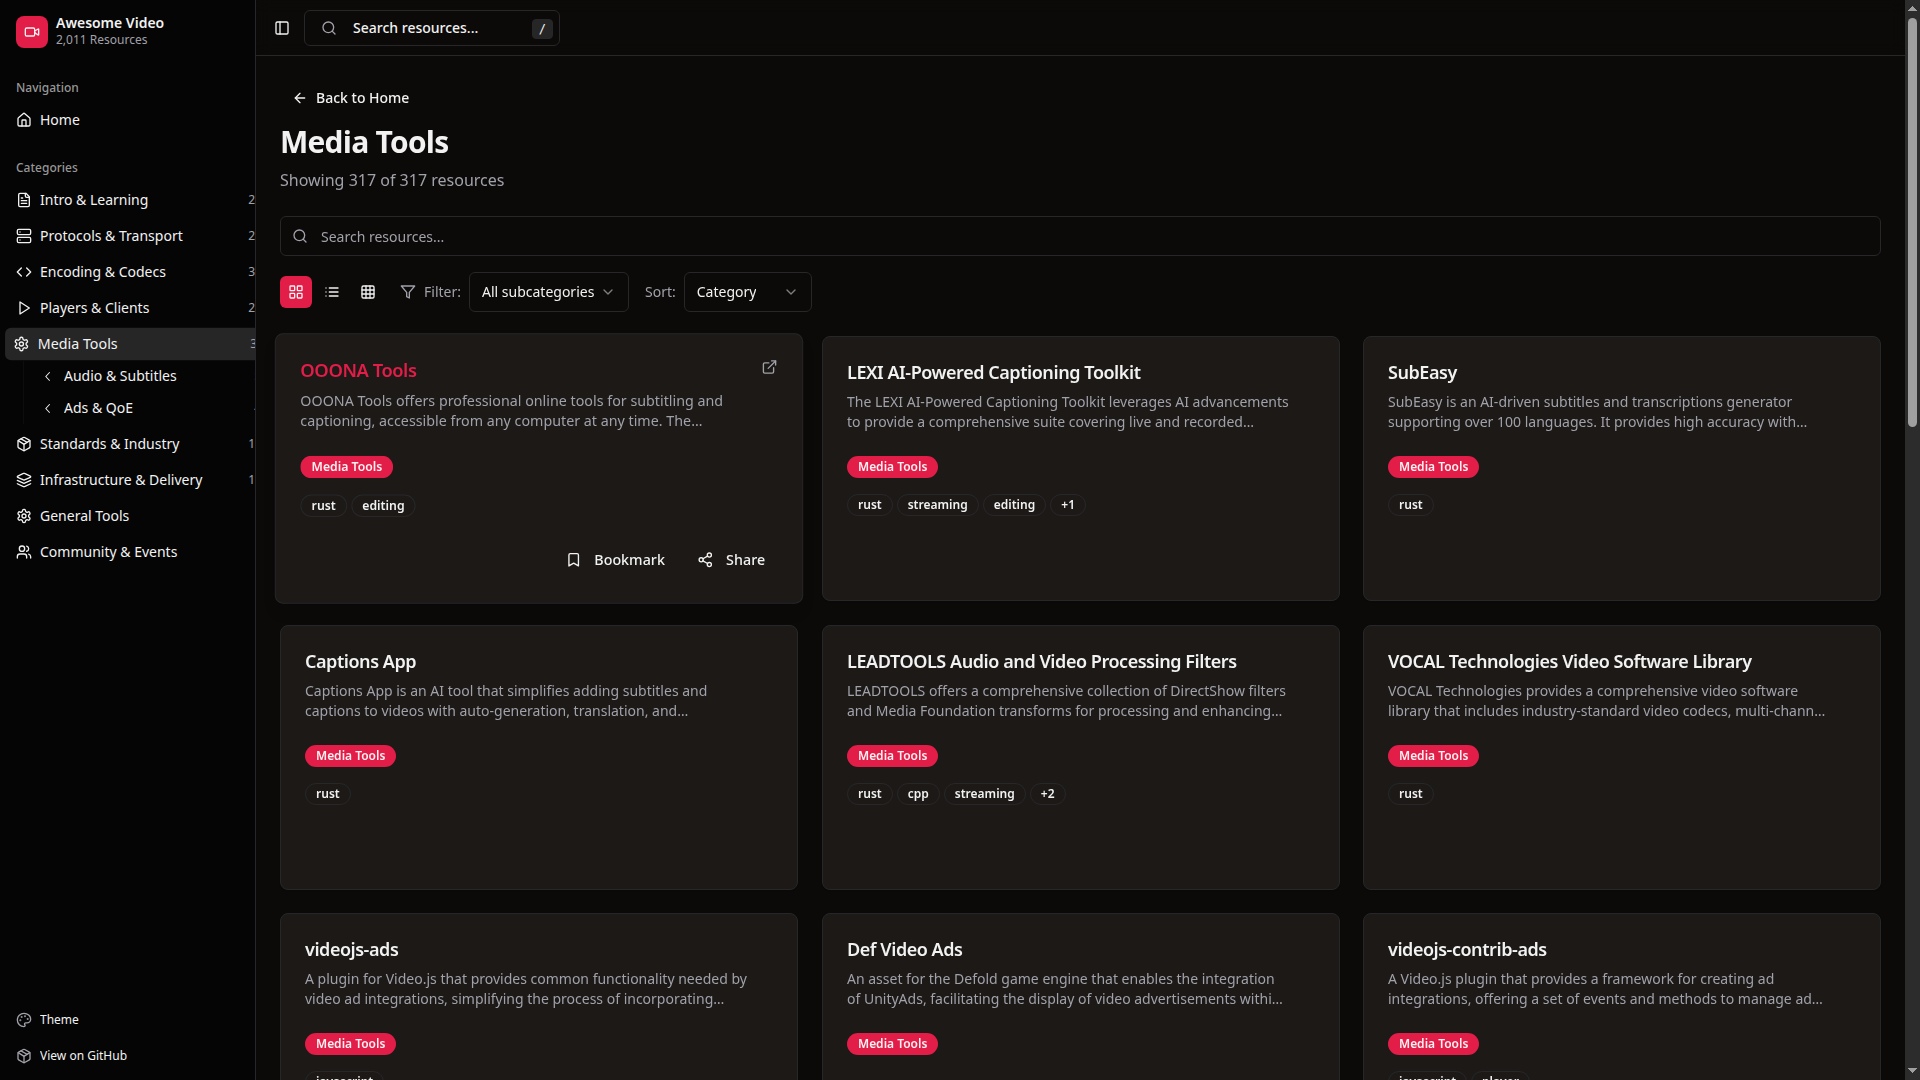 Awesome Video
2,011 Resources
Navigation
Home
Categories
Intro & Learning 2
Protocols & Transport 2
Encoding & Codecs 3
Players & Clients 2
Media Tools 3
Audio & Subtitles
Ads & QoE
Standards & Industry 1
Infrastructure & Delivery 1
General Tools
Community & Events
Theme
View on GitHub
Search resources... /
Back to Home
Media Tools
Showing 317 of 317 resources
Search resources...
Filter: All subcategories Sort: Category
OOONA Tools
OOONA Tools offers professional online tools for subtitling and
captioning, accessible from any computer at any time. The...
Media Tools
rust editing
Bookmark Share
LEXI AI-Powered Captioning Toolkit
The LEXI AI-Powered Captioning Toolkit leverages AI advancements
to provide a comprehensive suite covering live and recorded...
Media Tools
rust streaming editing +1
SubEasy
SubEasy is an AI-driven subtitles and transcriptions generator
supporting over 100 languages. It provides high accuracy with...
Media Tools
rust
Captions App
Captions App is an AI tool that simplifies adding subtitles and
captions to videos with auto-generation, translation, and...
Media Tools
rust
LEADTOOLS Audio and Video Processing Filters
LEADTOOLS offers a comprehensive collection of DirectShow filters
and Media Foundation transforms for processing and enhancing...
Media Tools
rust cpp streaming +2
VOCAL Technologies Video Software Library
VOCAL Technologies provides a comprehensive video software
library that includes industry-standard video codecs, multi-chann...
Media Tools
rust
videojs-ads
A plugin for Video.js that provides common functionality needed by
video ad integrations, simplifying the process of incorporating...
Media Tools
javascript
Def Video Ads
An asset for the Defold game engine that enables the integration
of UnityAds, facilitating the display of video advertisements withi...
Media Tools
videojs-contrib-ads
A Video.js plugin that provides a framework for creating ad
integrations, offering a set of events and methods to manage ad...
Media Tools
javascript player